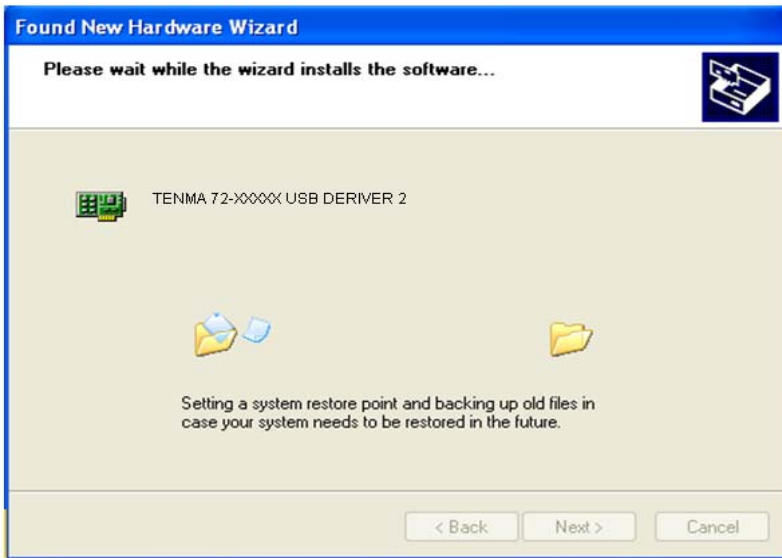 Found New Hardware Wizard
Please wait while the wizard installs the software...
TENMA 72-XXXXX USB DERIVER 2
Setting a system restore point and backing up old files in
case your system needs to be restored in the future.
< Back
Next >
Cancel